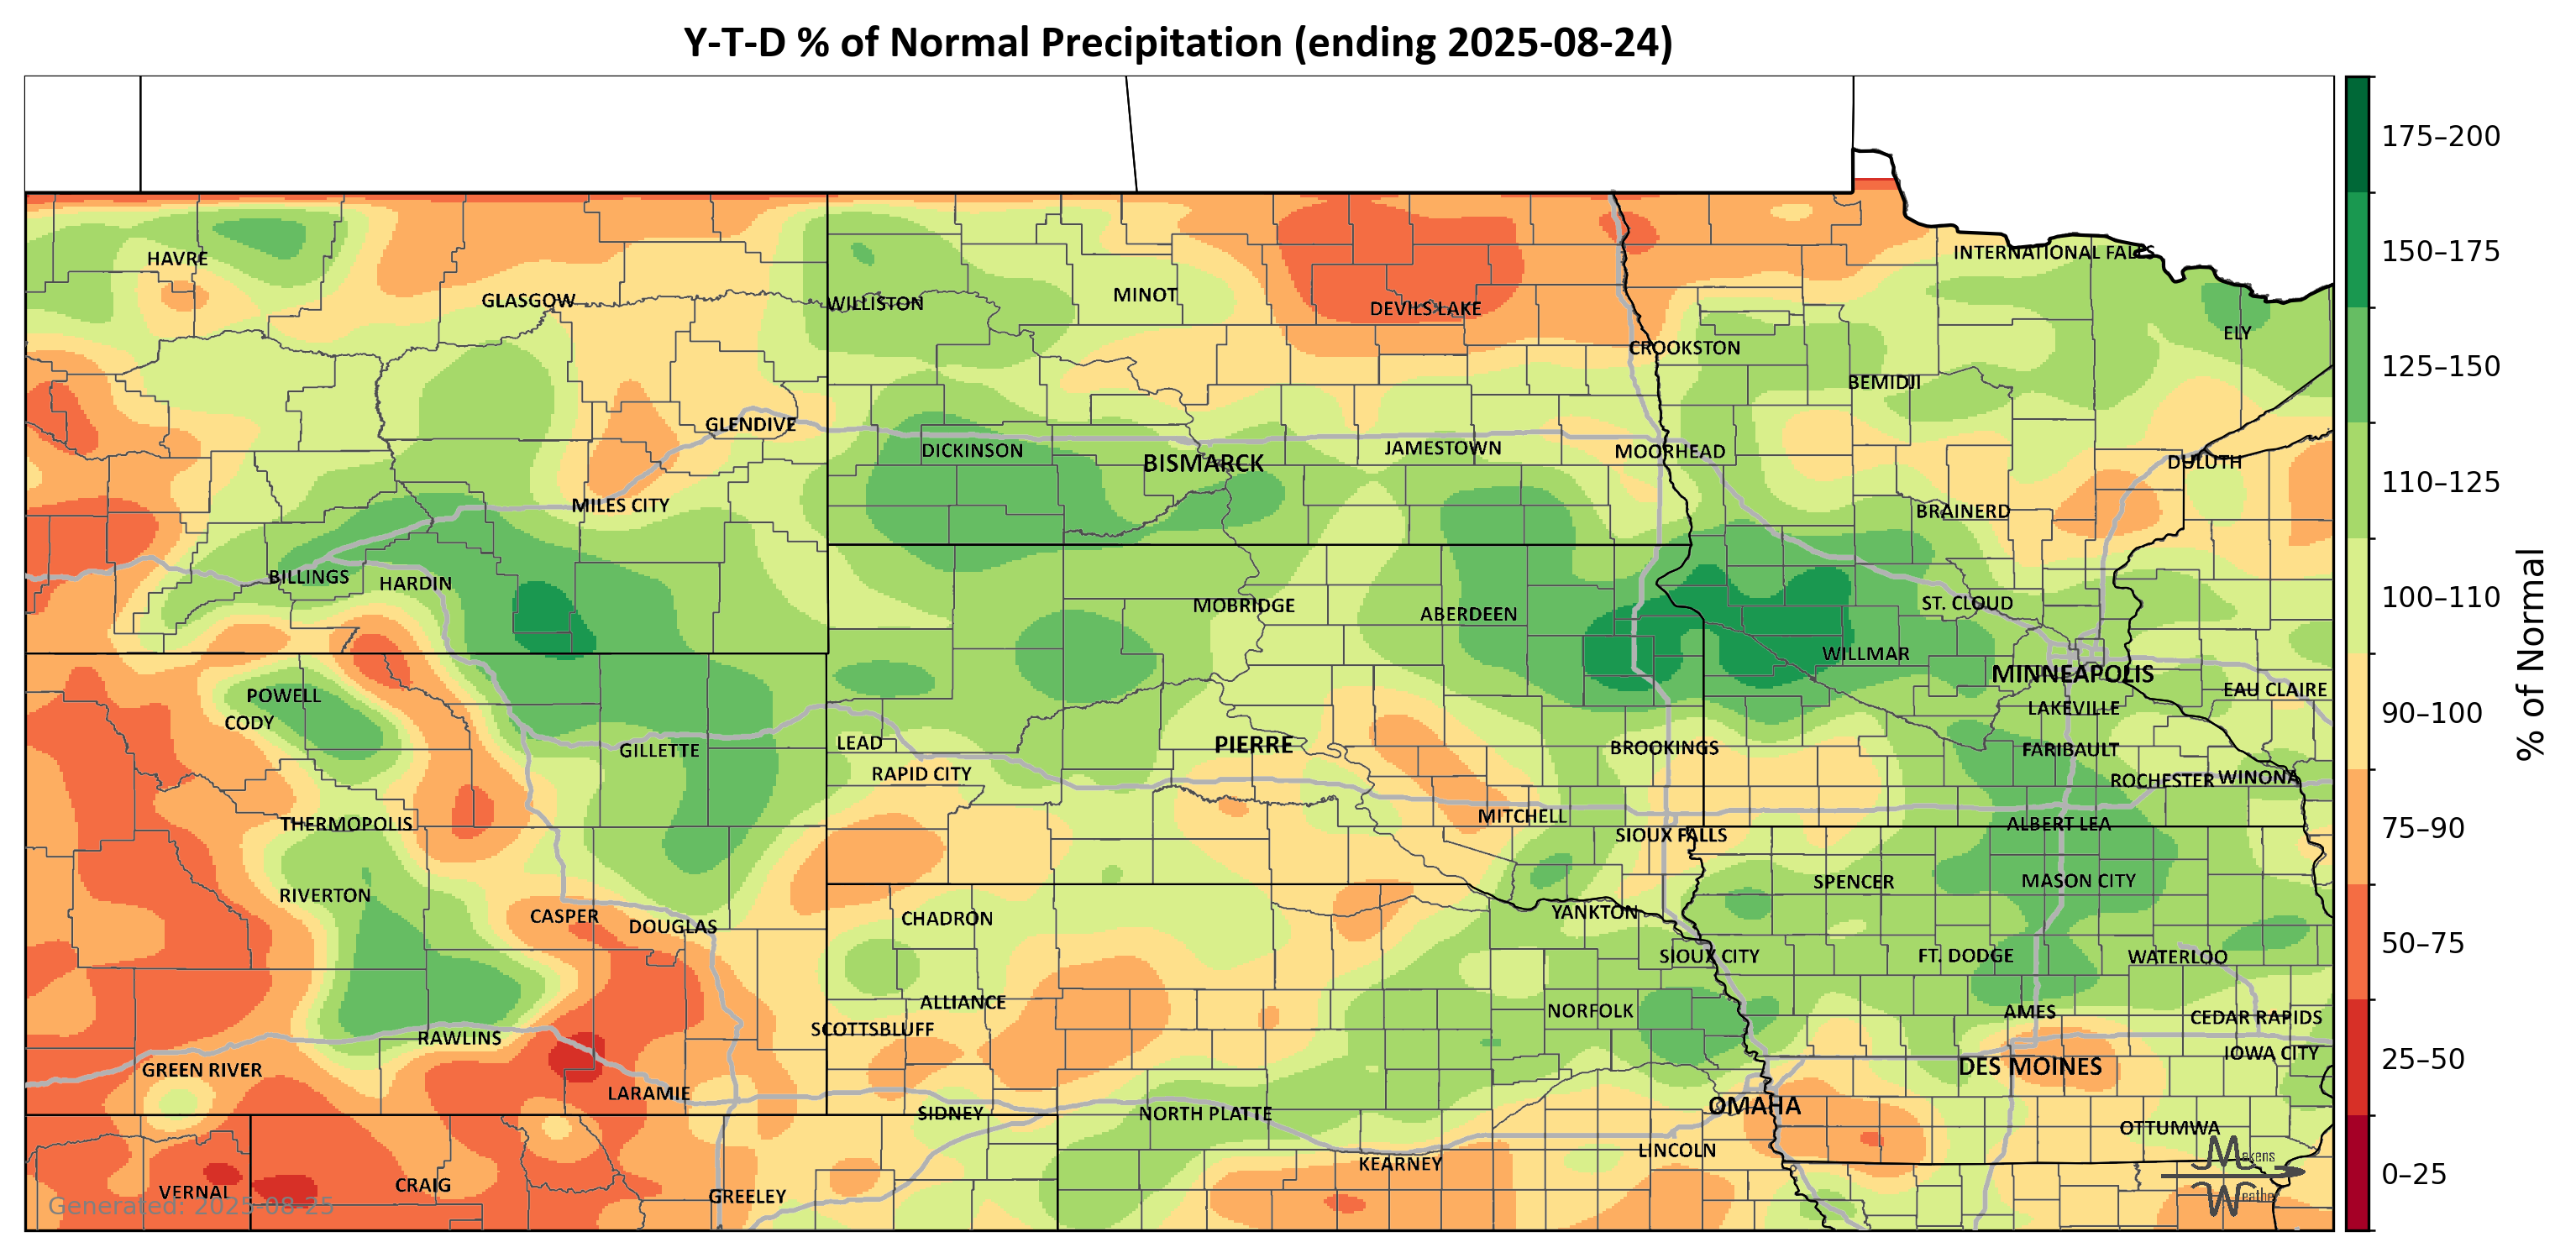 Y-T-D % of Normal Precipitation (ending 2025-08-24)
175–200
150–175
125–150
110–125
100–110
90–100
75–90
50–75
25–50
0–25
% of Normal
HAVRE
INTERNATIONAL FALLS
GLASGOW
WILLISTON
MINOT
DEVILS LAKE
ELY
CROOKSTON
BEMIDJI
GLENDIVE
DICKINSON
BISMARCK
JAMESTOWN
MOORHEAD
DULUTH
MILES CITY
BRAINERD
BILLINGS
HARDIN
MOBRIDGE
ABERDEEN
ST. CLOUD
WILLMAR
MINNEAPOLIS
POWELL
CODY
EAU CLAIRE
LAKEVILLE
GILLETTE
LEAD
PIERRE
BROOKINGS
FARIBAULT
RAPID CITY
ROCHESTER
WINONA
THERMOPOLIS
MITCHELL
SIOUX FALLS
ALBERT LEA
RIVERTON
SPENCER
MASON CITY
CASPER
DOUGLAS
CHADRON
YANKTON
SIOUX CITY
FT. DODGE
WATERLOO
ALLIANCE
NORFOLK
AMES
CEDAR RAPIDS
SCOTTSBLUFF
RAWLINS
IOWA CITY
GREEN RIVER
DES MOINES
LARAMIE
SIDNEY
NORTH PLATTE
OMAHA
OTTUMWA
LINCOLN
KEARNEY
VERNAL
CRAIG
GREELEY
Makens
Weather
Generated: 2025-08-25